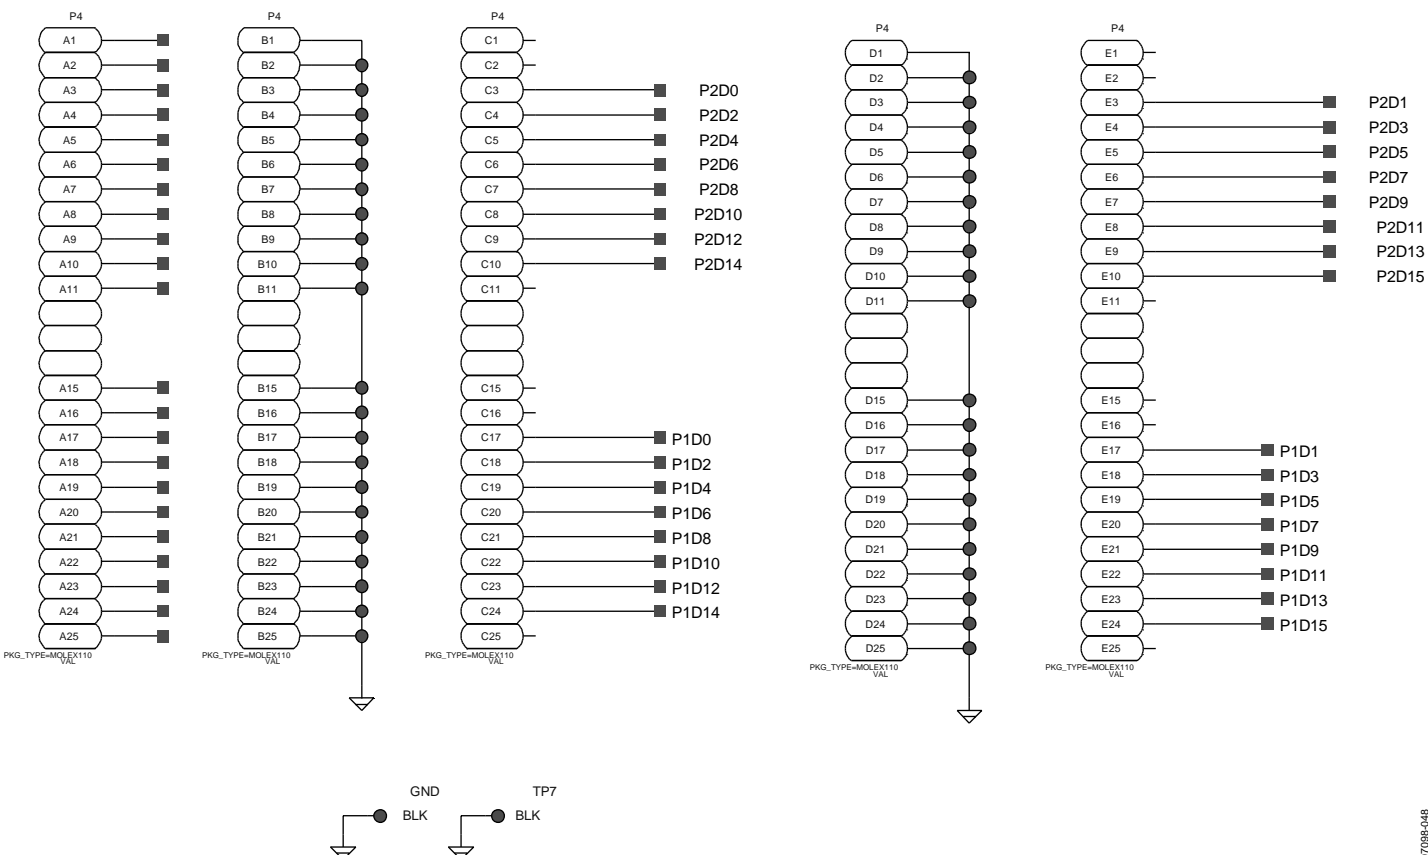 P4
A1
A2
A3
A4
A5
A6
A7
A8
A9
A10
A11
A15
A16
A17
A18
A19
A20
A21
A22
A23
A24
A25
PKG_TYPE=MOLEX110
VAL
P4
B1
B2
B3
B4
B5
B6
B7
B8
B9
B10
B11
B15
B16
B17
B18
B19
B20
B21
B22
B23
B24
B25
PKG_TYPE=MOLEX110
VAL
P4
C1
C2
C3 P2D0
C4 P2D2
C5 P2D4
C6 P2D6
C7 P2D8
C8 P2D10
C9 P2D12
C10 P2D14
C11
C15
C16
C17 P1D0
C18 P1D2
C19 P1D4
C20 P1D6
C21 P1D8
C22 P1D10
C23 P1D12
C24 P1D14
C25
PKG_TYPE=MOLEX110
VAL
P4
D1
D2
D3
D4
D5
D6
D7
D8
D9
D10
D11
D15
D16
D17
D18
D19
D20
D21
D22
D23
D24
D25
PKG_TYPE=MOLEX110
VAL
P4
E1
E2
E3 P2D1
E4 P2D3
E5 P2D5
E6 P2D7
E7 P2D9
E8 P2D11
E9 P2D13
E10 P2D15
E11
E15
E16
E17 P1D1
E18 P1D3
E19 P1D5
E20 P1D7
E21 P1D9
E22 P1D11
E23 P1D13
E24 P1D15
E25
PKG_TYPE=MOLEX110
VAL
GND
BLK
TP7
BLK